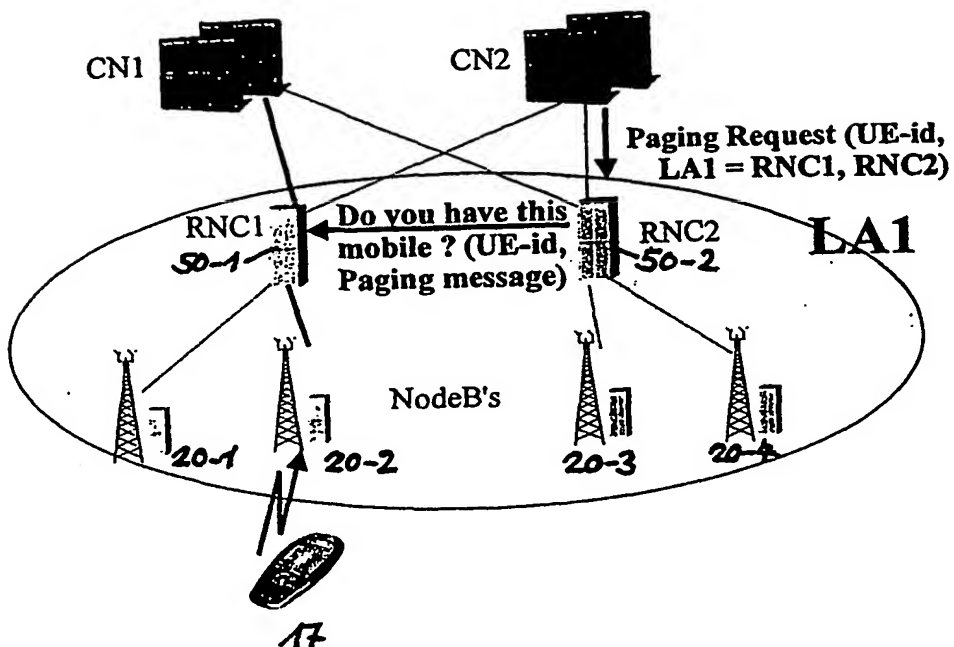 CN1
CN2
Paging Request (UE-id,
LA1 = RNC1, RNC2)
LA1
RNC1
50-1
Do you have this
mobile ? (UE-id,
Paging message)
RNC2
50-2
NodeB's
20-1
20-2
20-3
20-4
17